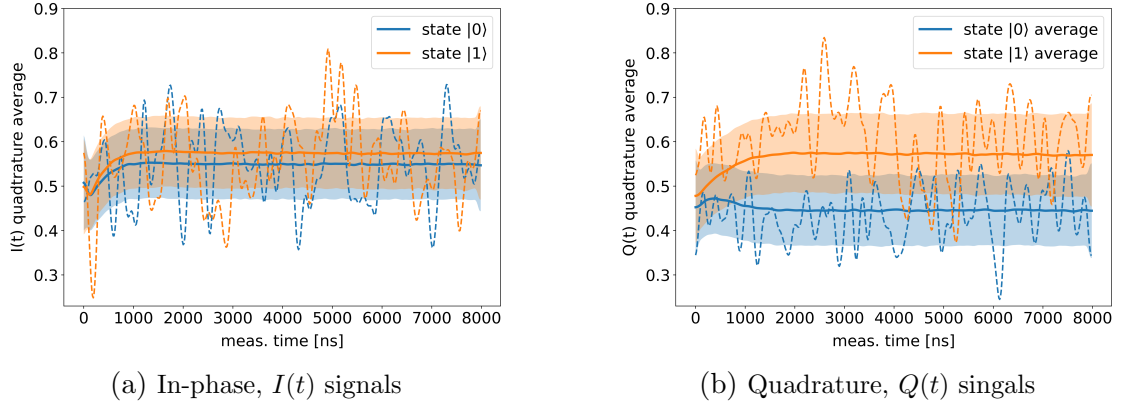 0.9
0.8
0.7
0.6
0.5
0.4
0.3
I(t) quadtrature average
state |0⟩
state |1⟩
0 1000 2000 3000 4000 5000 6000 7000 8000
meas. time [ns]
(a) In-phase, I(t) signals
0.9
0.8
0.7
0.6
0.5
0.4
0.3
Q(t) quadtrature average
state |0⟩ average
state |1⟩ average
0 1000 2000 3000 4000 5000 6000 7000 8000
meas. time [ns]
(b) Quadrature, Q(t) singals